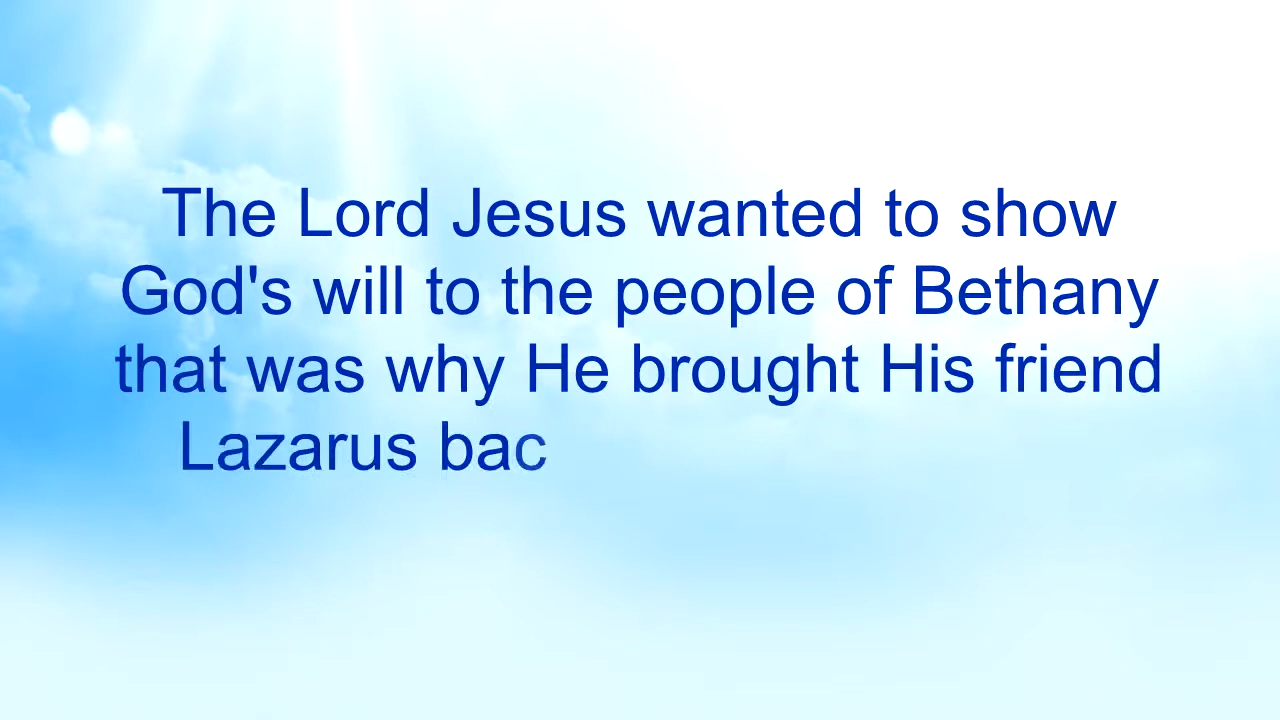 The Lord Jesus wanted to show
God's will to the people of Bethany
that was why He brought His friend
Lazarus bac